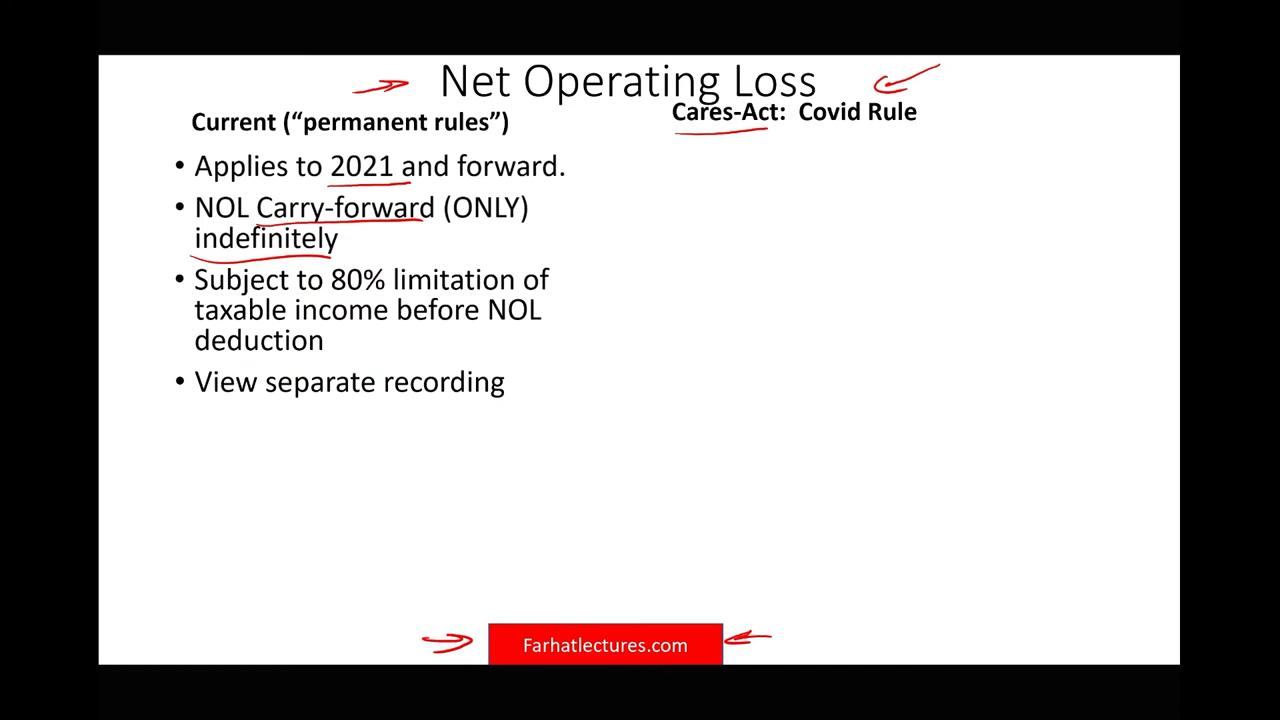 Net Operating Loss
Current (“permanent rules”)
• Applies to 2021 and forward.
• NOL Carry-forward (ONLY)
indefinitely
• Subject to 80% limitation of
taxable income before NOL
deduction
• View separate recording
Cares-Act: Covid Rule
Farhatlectures.com